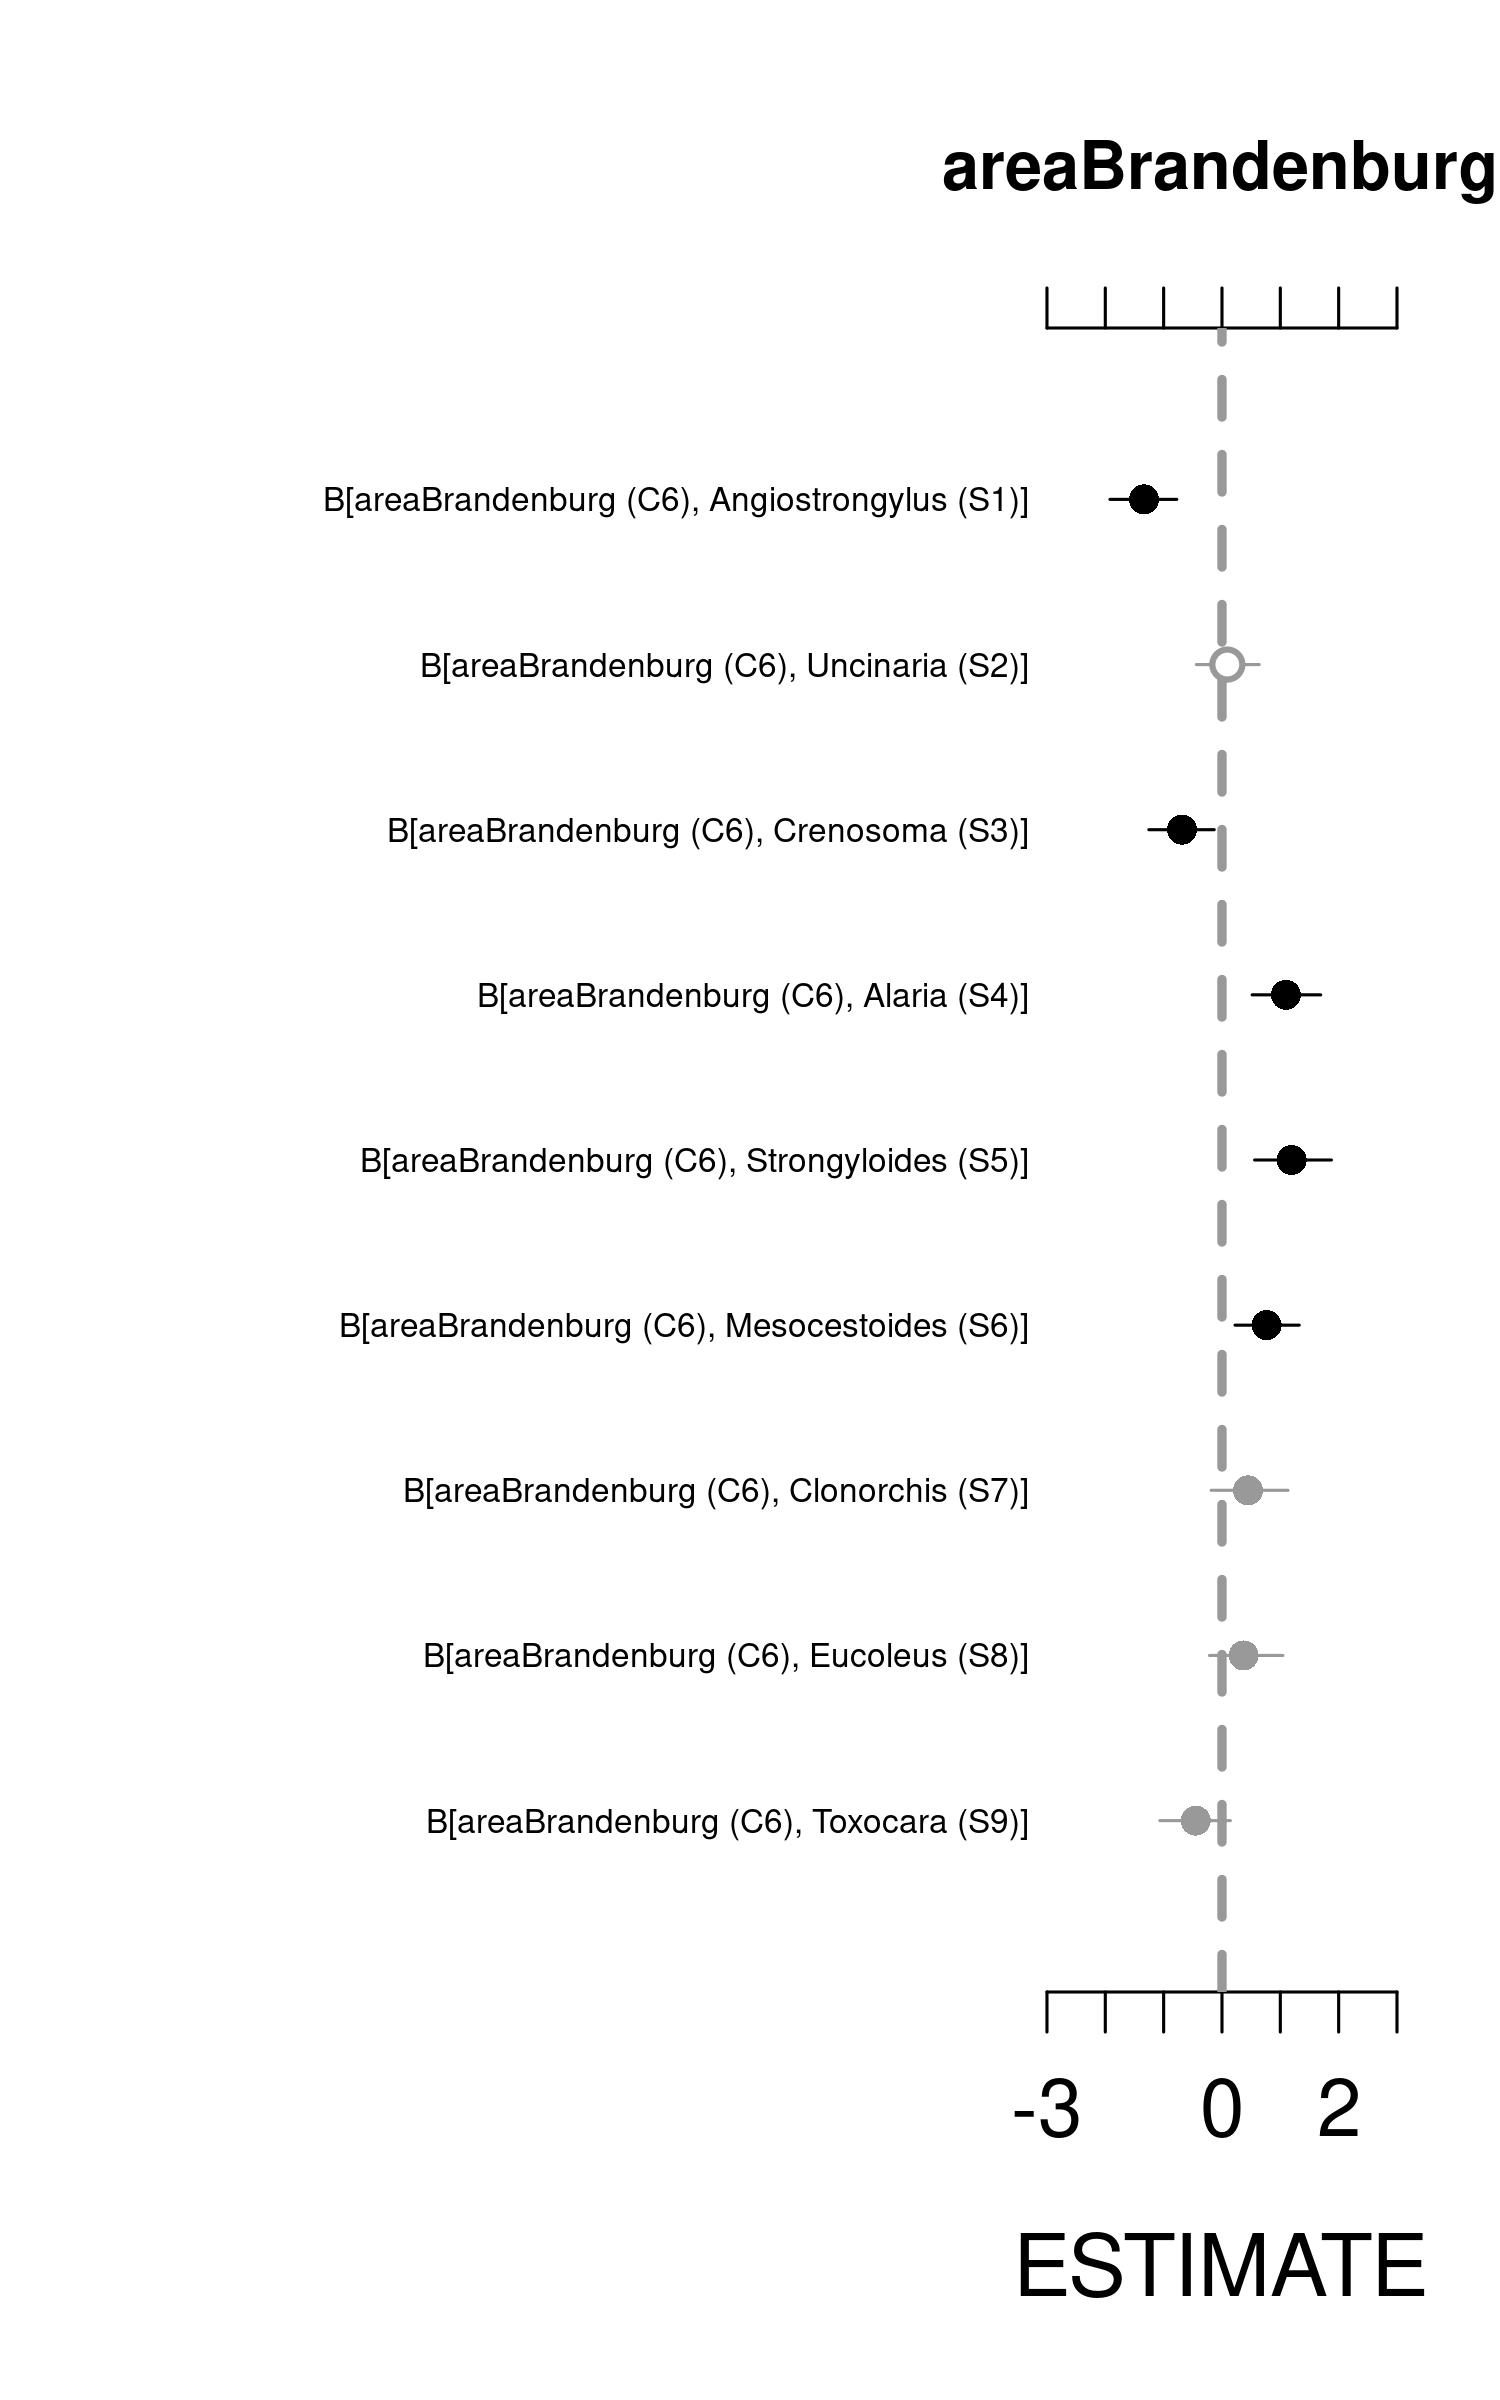 areaBrandenburg
B[areaBrandenburg (C6), Angiostrongylus (S1)]
B[areaBrandenburg (C6), Uncinaria (S2)]
B[areaBrandenburg (C6), Crenosoma (S3)]
B[areaBrandenburg (C6), Alaria (S4)]
B[areaBrandenburg (C6), Strongyloides (S5)]
B[areaBrandenburg (C6), Mesocestoides (S6)]
B[areaBrandenburg (C6), Clonorchis (S7)]
B[areaBrandenburg (C6), Eucoleus (S8)]
B[areaBrandenburg (C6), Toxocara (S9)]
-3 0 2
ESTIMATE